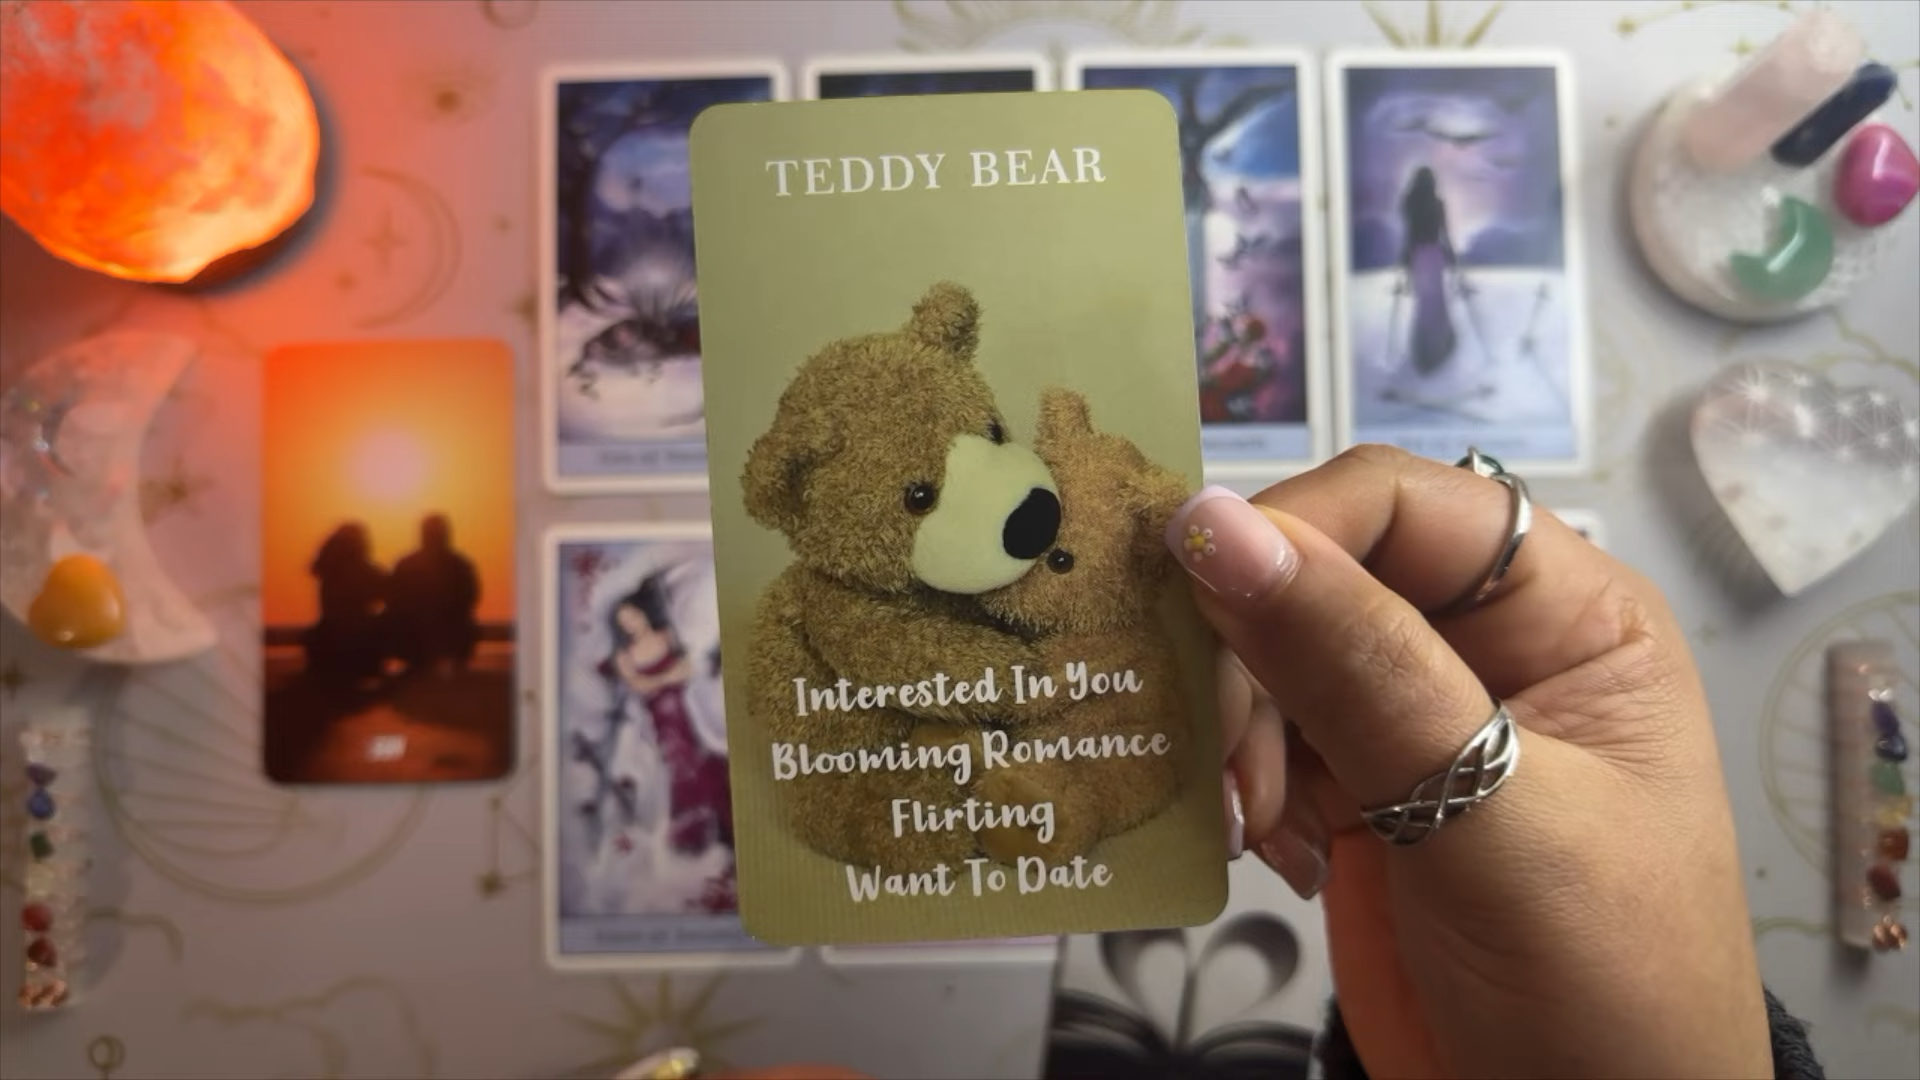 TEDDY BEAR
Interested In You
Blooming Romance
Flirting
Want To Date